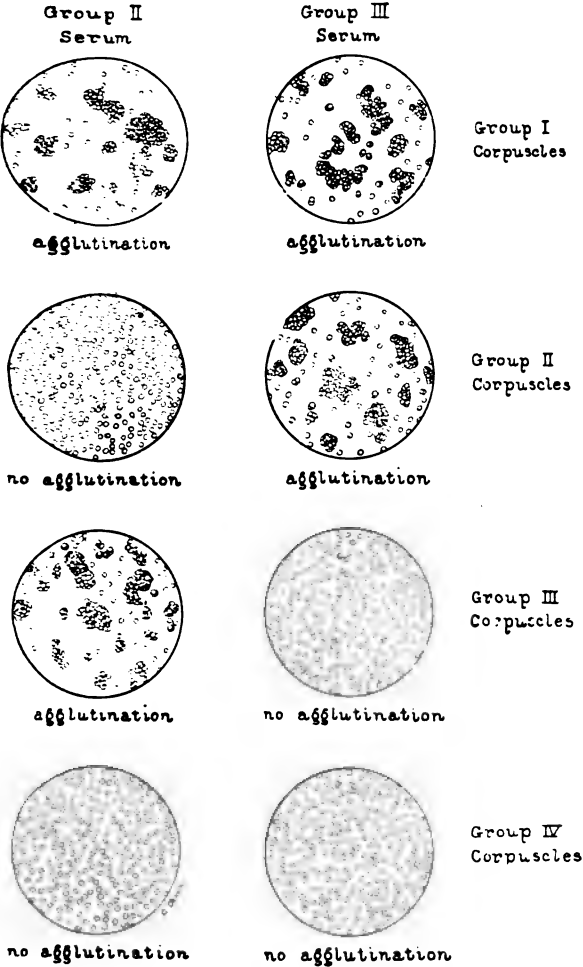 Group II
Serum
Group III
Serum
Group I
Corpuscles
agglutination
agglutination
Group II
Corpuscles
no agglutination
agglutination
Group III
Corpuscles
agglutination
no agglutination
Group IV
Corpuscles
no agglutination
no agglutination